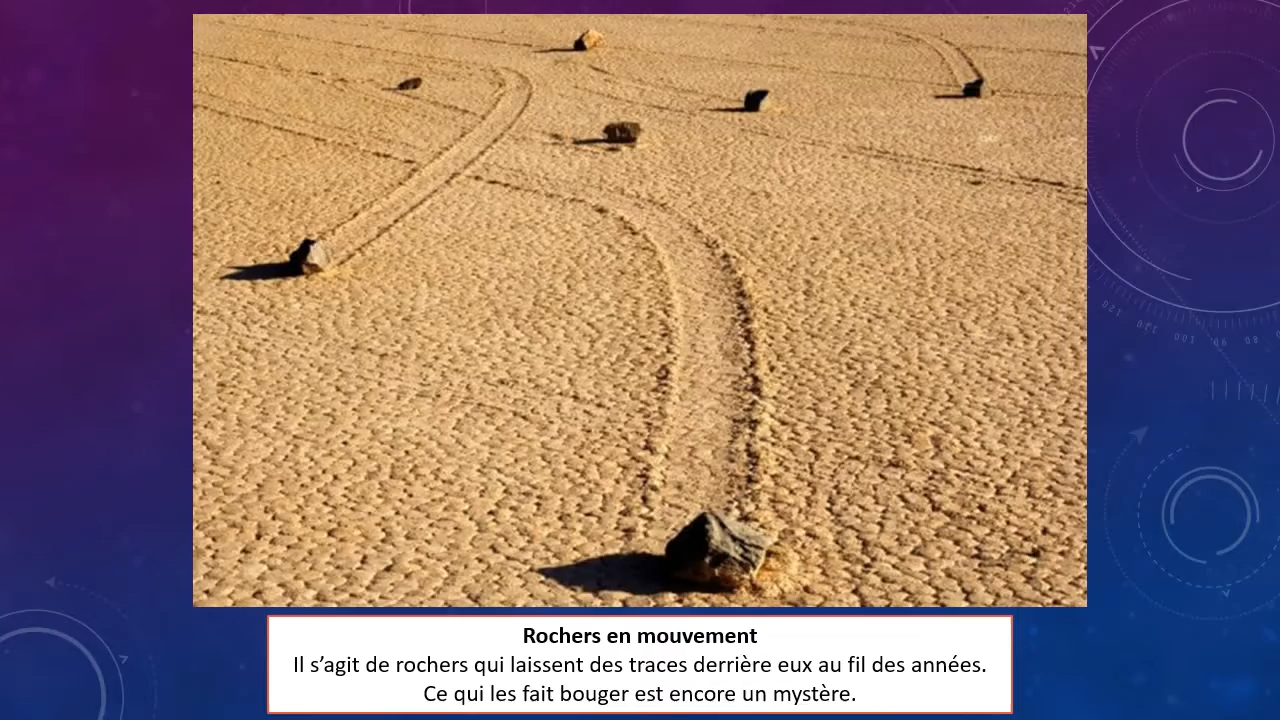 Rochers en mouvement
Il s’agit de rochers qui laissent des traces derrière eux au fil des années.
Ce qui les fait bouger est encore un mystère.